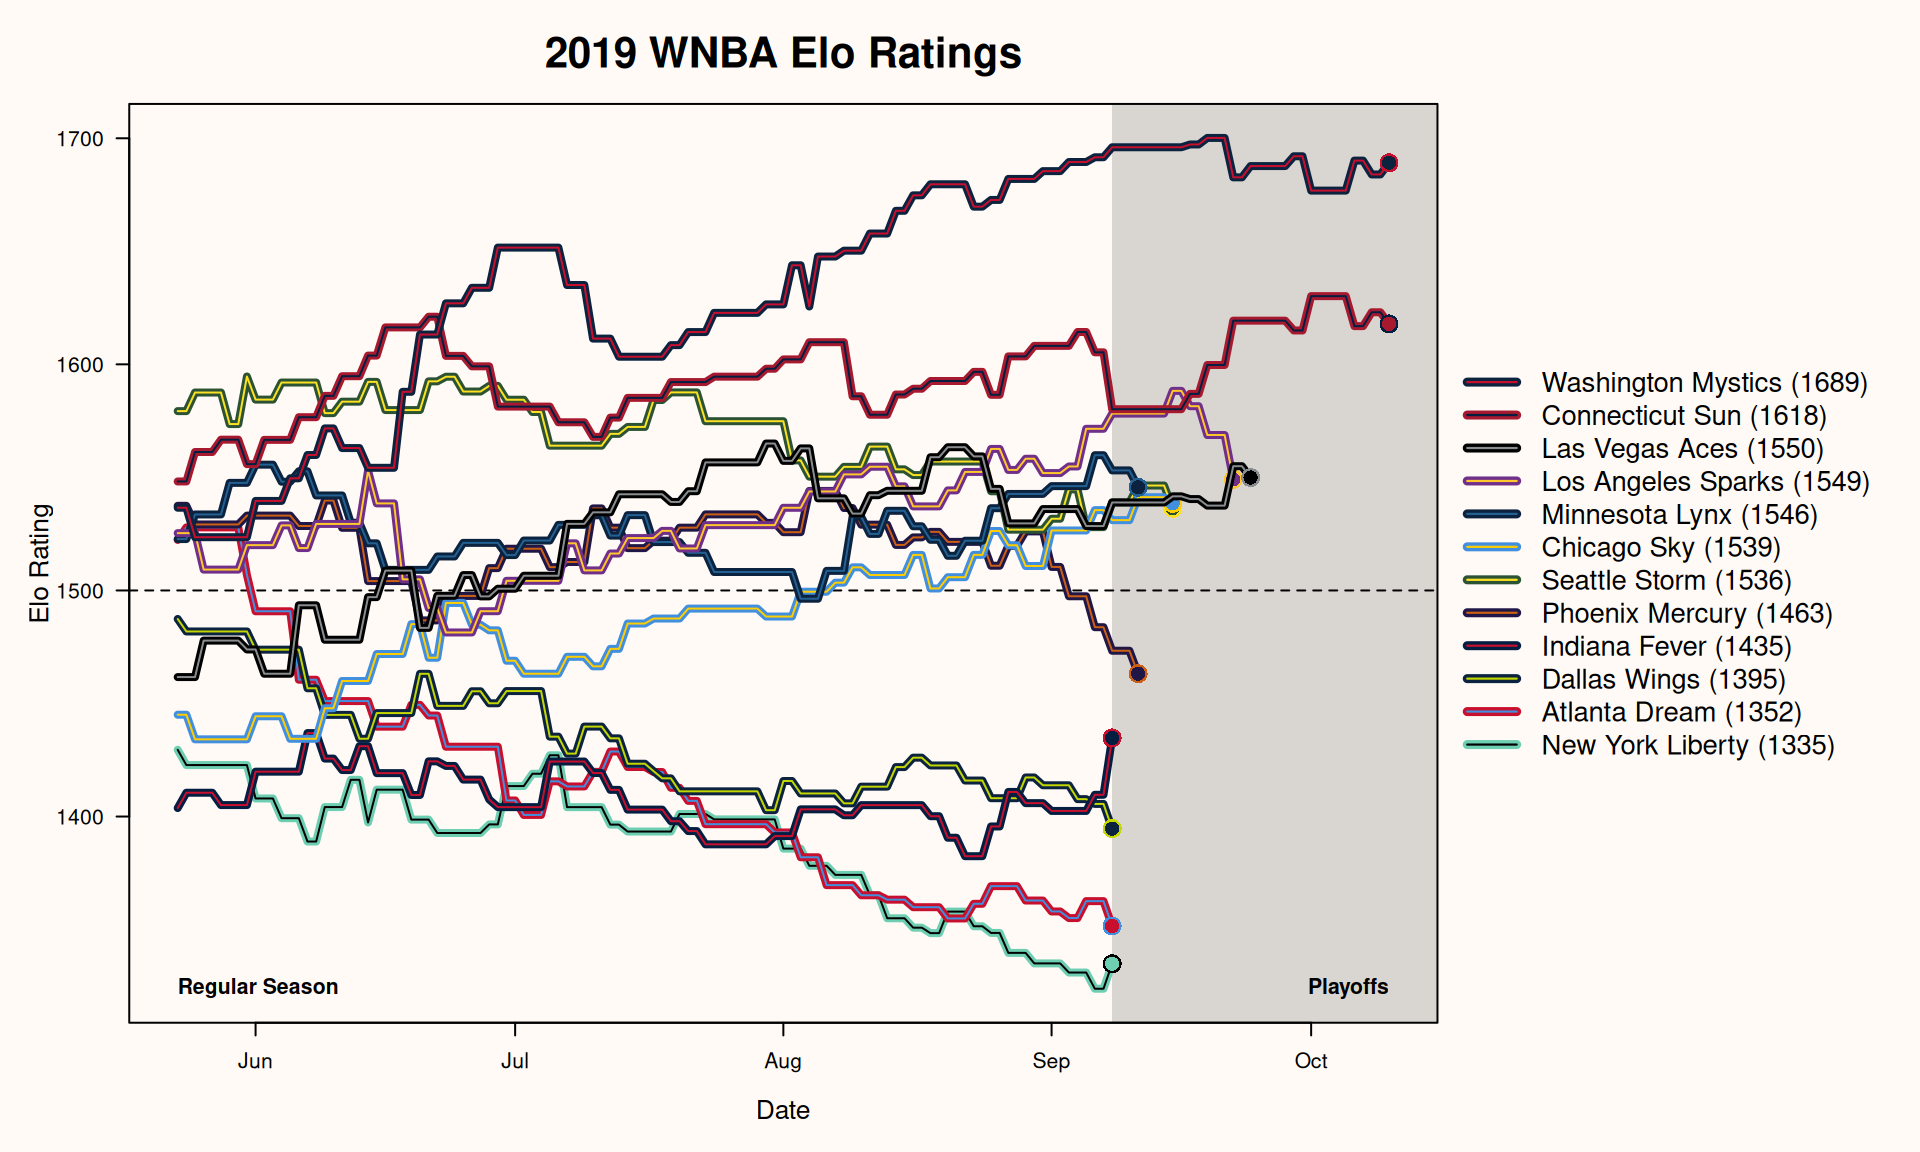 2019 WNBA Elo Ratings
1700
1600
1500
1400
Elo Rating
Regular Season
Playoffs
Jun
Jul
Aug
Sep
Oct
Date
Washington Mystics (1689)
Connecticut Sun (1618)
Las Vegas Aces (1550)
Los Angeles Sparks (1549)
Minnesota Lynx (1546)
Chicago Sky (1539)
Seattle Storm (1536)
Phoenix Mercury (1463)
Indiana Fever (1435)
Dallas Wings (1395)
Atlanta Dream (1352)
New York Liberty (1335)